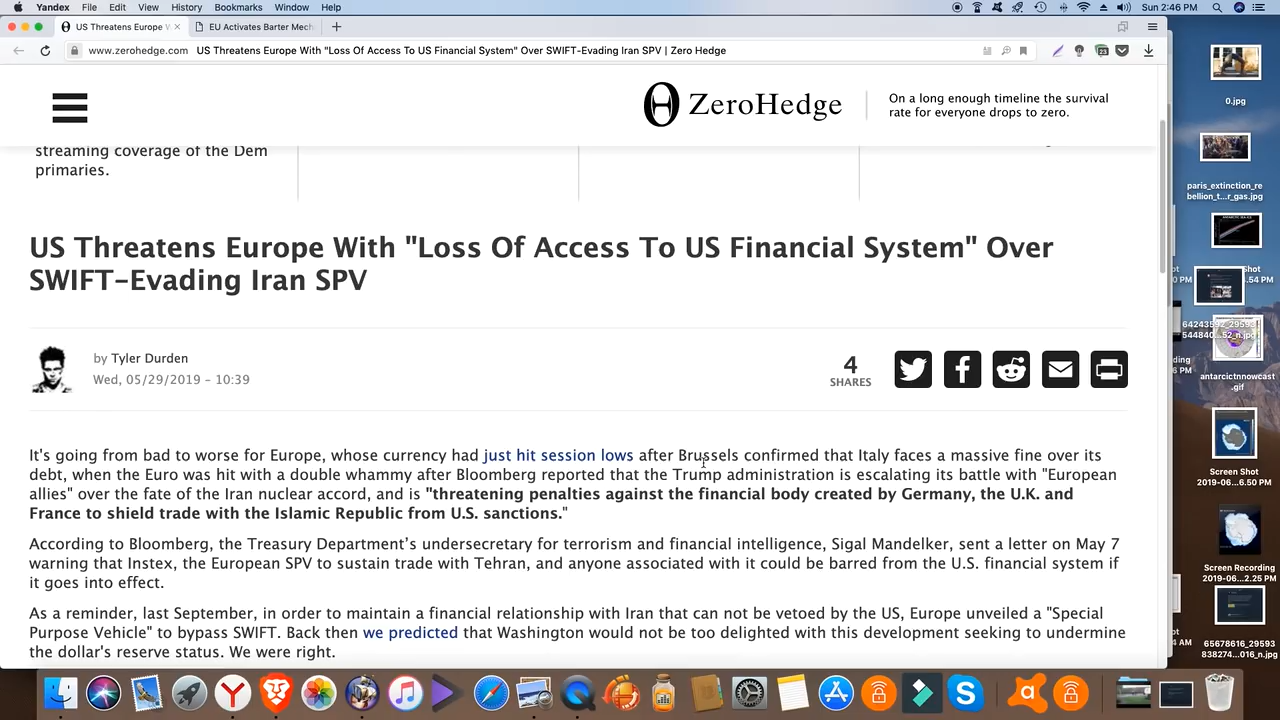 Yandex File Edit View History Bookmarks Window Help Sun 2:46 PM
US Threatens Europe W EU Activates Barter Mech
www.zerohedge.com US Threatens Europe With "Loss Of Access To US Financial System" Over SWIFT-Evading Iran SPV | Zero Hedge
23
ZeroHedge
On a long enough timeline the survival
rate for everyone drops to zero.
streaming coverage of the Dem
primaries.
US Threatens Europe With "Loss Of Access To US Financial System" Over
SWIFT-Evading Iran SPV
by Tyler Durden
Wed, 05/29/2019 - 10:39
4
SHARES
It's going from bad to worse for Europe, whose currency had just hit session lows after Brussels confirmed that Italy faces a massive fine over its
debt, when the Euro was hit with a double whammy after Bloomberg reported that the Trump administration is escalating its battle with "European
allies" over the fate of the Iran nuclear accord, and is "threatening penalties against the financial body created by Germany, the U.K. and
France to shield trade with the Islamic Republic from U.S. sanctions."
According to Bloomberg, the Treasury Department's undersecretary for terrorism and financial intelligence, Sigal Mandelker, sent a letter on May 7
warning that Instex, the European SPV to sustain trade with Tehran, and anyone associated with it could be barred from the U.S. financial system if
it goes into effect.
As a reminder, last September, in order to maintain a financial relationship with Iran that can not be vetoed by the US, Europe unveiled a "Special
Purpose Vehicle" to bypass SWIFT. Back then we predicted that Washington would not be too delighted with this development seeking to undermine
the dollar's reserve status. We were right.
0.jpg
paris_extinction_re
bellion_t...r_gas.jpg
Shot
1.54 PM
64243592_29593
544840...52_n.jpg
antarcticnnowcast
.gif
Screen Shot
2019-06...6.50 PM
Screen Recording
2019-06...2.25 PM
65678616_29593
838274...016_n.jpg